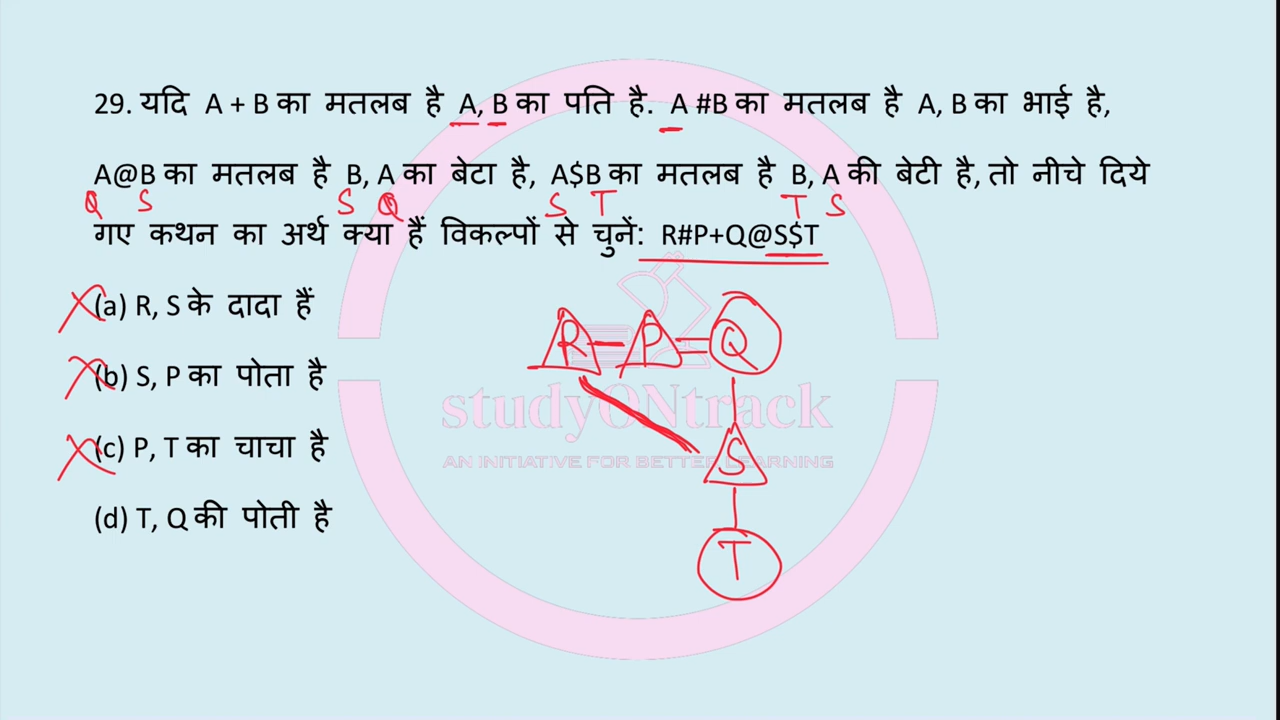 29. यदि A + B का मतलब है A, B का पति है. A #B का मतलब है A, B का भाई है,
A@B का मतलब है B, A का बेटा है, A$B का मतलब है B, A की बेटी है, तो नीचे दिये
Q S S Q S T T S
गए कथन का अर्थ क्या हैं विकल्पों से चुनें: R#P+Q@S$T
(a) R, S के दादा हैं
(b) S, P का पोता है
(c) P, T का चाचा है
(d) T, Q की पोती है
R P Q
S
T
studyONtrack
AN INITIATIVE FOR BETTER LEARNING